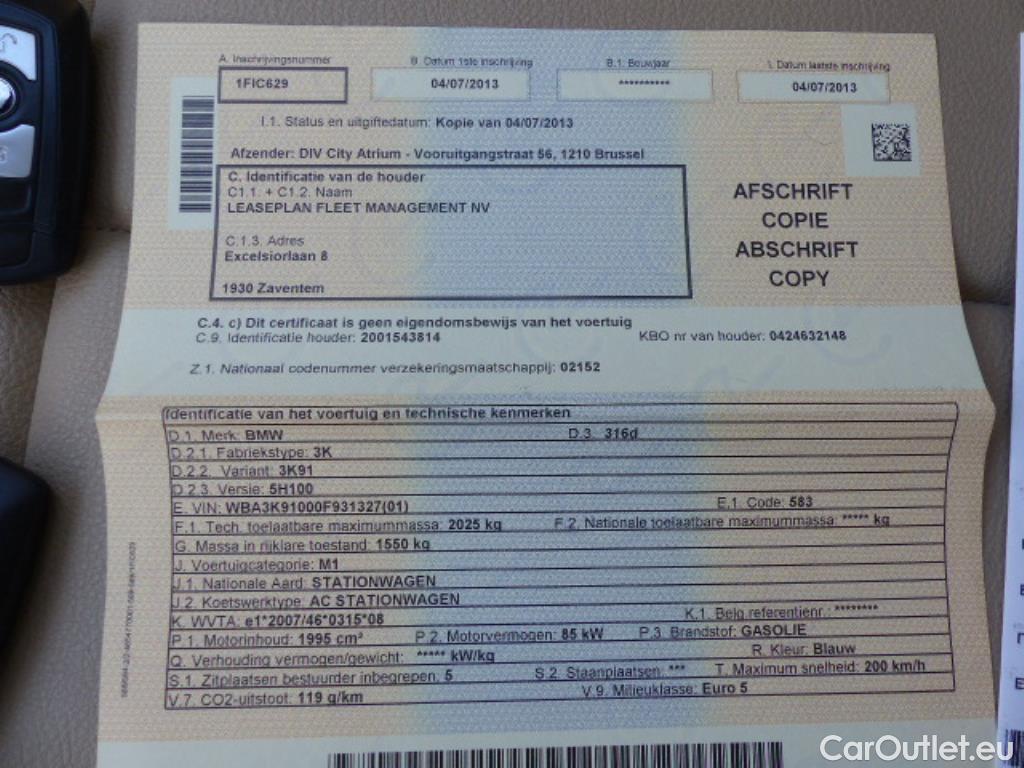 A. Inschrijvingsnummer B. Datum 1ste inschrijving B.1. Bouwjaar I. Datum laatste inschrijving
1FIC629 04/07/2013 ********** 04/07/2013
I.1. Status en uitgiftedatum: Kopie van 04/07/2013
Afzender: DIV City Atrium - Vooruitgangstraat 56, 1210 Brussel
C. Identificatie van de houder
C1.1. + C1.2. Naam
LEASEPLAN FLEET MANAGEMENT NV
C.1.3. Adres
Excelsiorlaan 8
1930 Zaventem
AFSCHRIFT
COPIE
ABSCHRIFT
COPY
C.4. c) Dit certificaat is geen eigendomsbewijs van het voertuig
C.9. Identificatie houder: 2001543814 KBO nr van houder: 0424632148
Z.1. Nationaal codenummer verzekeringsmaatschappij: 02152
Identificatie van het voertuig en technische kenmerken
D.1. Merk: BMW D.3. 316d
D.2.1. Fabriekstype: 3K
D.2.2. Variant: 3K91
D.2.3. Versie: 5H100
E. VIN: WBA3K91000F931327(01) E.1. Code: 583
F.1. Tech. toelaatbare maximummassa: 2025 kg F.2. Nationale toelaatbare maximummassa: ***** kg
G. Massa in rijklare toestand: 1550 kg
J. Voertuigcategorie: M1
J.1. Nationale Aard: STATIONWAGEN
J.2. Koetswerktype: AC STATIONWAGEN
K. WVTA: e1*2007/46*0315*08 K.1. Belg.referentienr.: ********
P.1. Motorinhoud: 1995 cm³ P.2. Motorvermogen: 85 kW P.3. Brandstof: GASOLIE
Q. Verhouding vermogen/gewicht: ***** kW/kg R. Kleur: Blauw
S.1. Zitplaatsen bestuurder inbegrepen. 5 S.2. Staanplaatsen: *** T. Maximum snelheid: 200 km/h
V.7. CO2-uitstoot: 119 g/km V.9. Milieuklasse: Euro 5
CarOutlet.eu